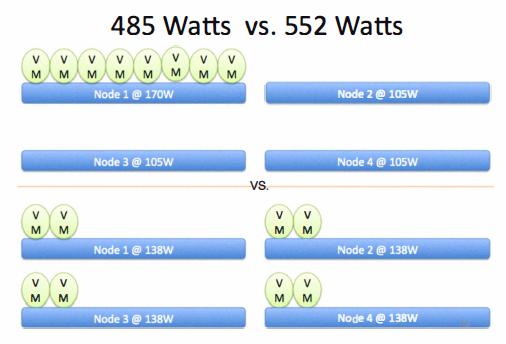 485 Watts vs. 552 Watts
V V V V V V V V
M M M M M M M M
Node 1 @ 170W Node 2 @ 105W
Node 3 @ 105W Node 4 @ 105W
vs.
V V V V
M M M M
Node 1 @ 138W Node 2 @ 138W
V V V V
M M M M
Node 3 @ 138W Node 4 @ 138W